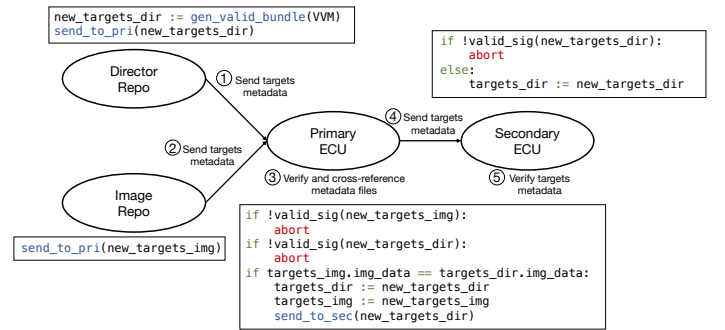 new_targets_dir := gen_valid_bundle(VVM)
send_to_pri(new_targets_dir)
if !valid_sig(new_targets_dir):
abort
else:
targets_dir := new_targets_dir
Director
Repo
1 Send targets
metadata
4 Send targets
metadata
Primary
ECU
Secondary
ECU
2 Send targets
metadata
3 Verify and cross-reference
metadata files
5 Verify targets
metadata
Image
Repo
send_to_pri(new_targets_img)
if !valid_sig(new_targets_img):
abort
if !valid_sig(new_targets_dir):
abort
if targets_img.img_data == targets_dir.img_data:
targets_dir := new_targets_dir
targets_img := new_targets_img
send_to_sec(new_targets_dir)